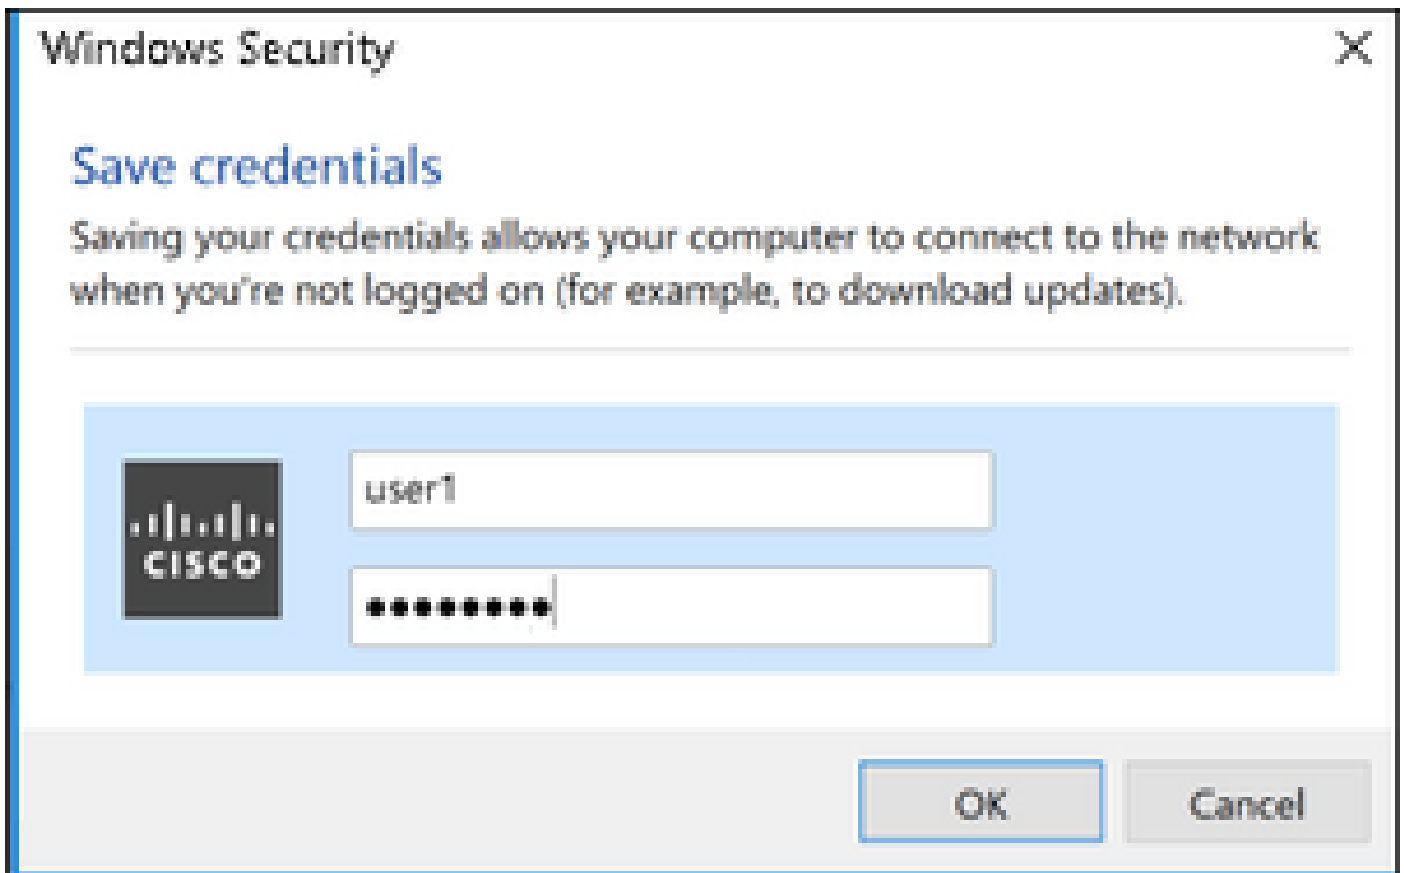 Windows Security
Save credentials
Saving your credentials allows your computer to connect to the network
when you're not logged on (for example, to download updates).
user1
CISCO
••••••••
OK
Cancel